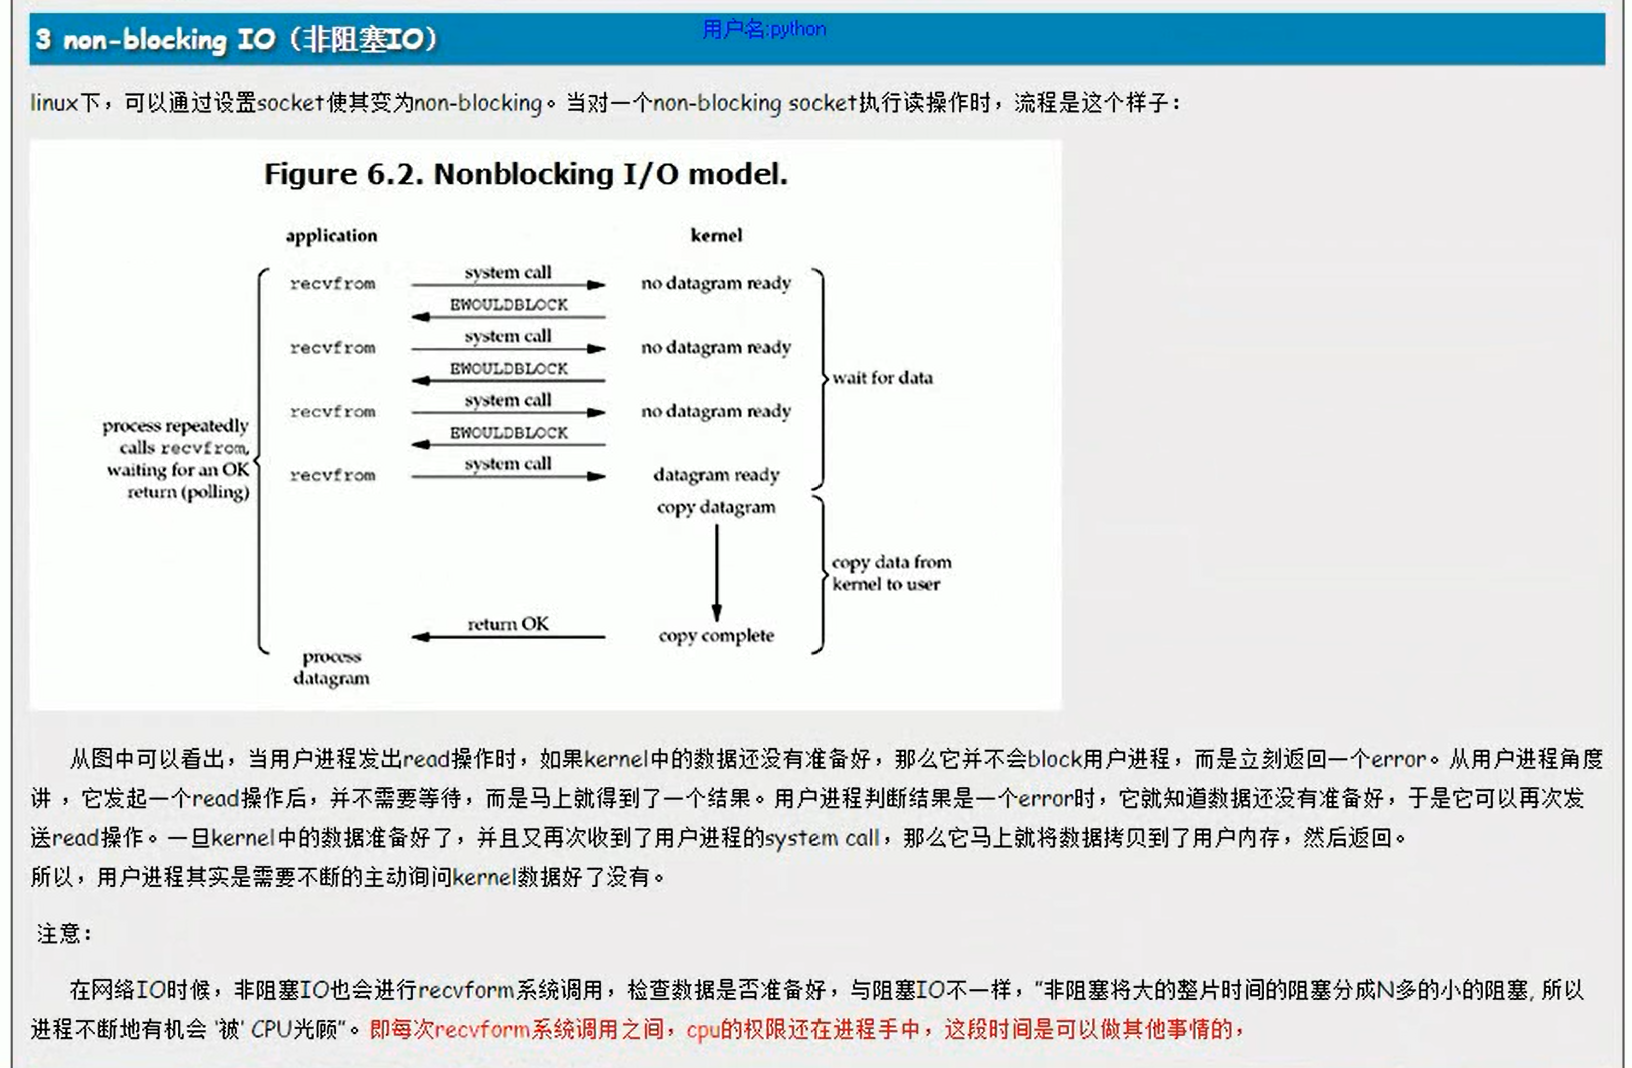 3 non-blocking IO（非阻塞IO）
用户名:python
linux下，可以通过设置socket使其变为non-blocking。当对一个non-blocking socket执行读操作时，流程是这个样子：
Figure 6.2. Nonblocking I/O model.
application
kernel
recvfrom
system call
no datagram ready
EWOULDBLOCK
recvfrom
system call
no datagram ready
EWOULDBLOCK
wait for data
recvfrom
system call
no datagram ready
EWOULDBLOCK
process repeatedly
calls recvfrom,
waiting for an OK
return (polling)
recvfrom
system call
datagram ready
copy datagram
copy data from
kernel to user
return OK
copy complete
process
datagram
从图中可以看出，当用户进程发出read操作时，如果kernel中的数据还没有准备好，那么它并不会block用户进程，而是立刻返回一个error。从用户进程角度
讲 ，它发起一个read操作后，并不需要等待，而是马上就得到了一个结果。用户进程判断结果是一个error时，它就知道数据还没有准备好，于是它可以再次发
送read操作。一旦kernel中的数据准备好了，并且又再次收到了用户进程的system call，那么它马上就将数据拷贝到了用户内存，然后返回。
所以，用户进程其实是需要不断的主动询问kernel数据好了没有。
注意：
在网络IO时候，非阻塞IO也会进行recvform系统调用，检查数据是否准备好，与阻塞IO不一样，"非阻塞将大的整片时间的阻塞分成N多的小的阻塞, 所以
进程不断地有机会 '被' CPU光顾"。即每次recvform系统调用之间，cpu的权限还在进程手中，这段时间是可以做其他事情的，